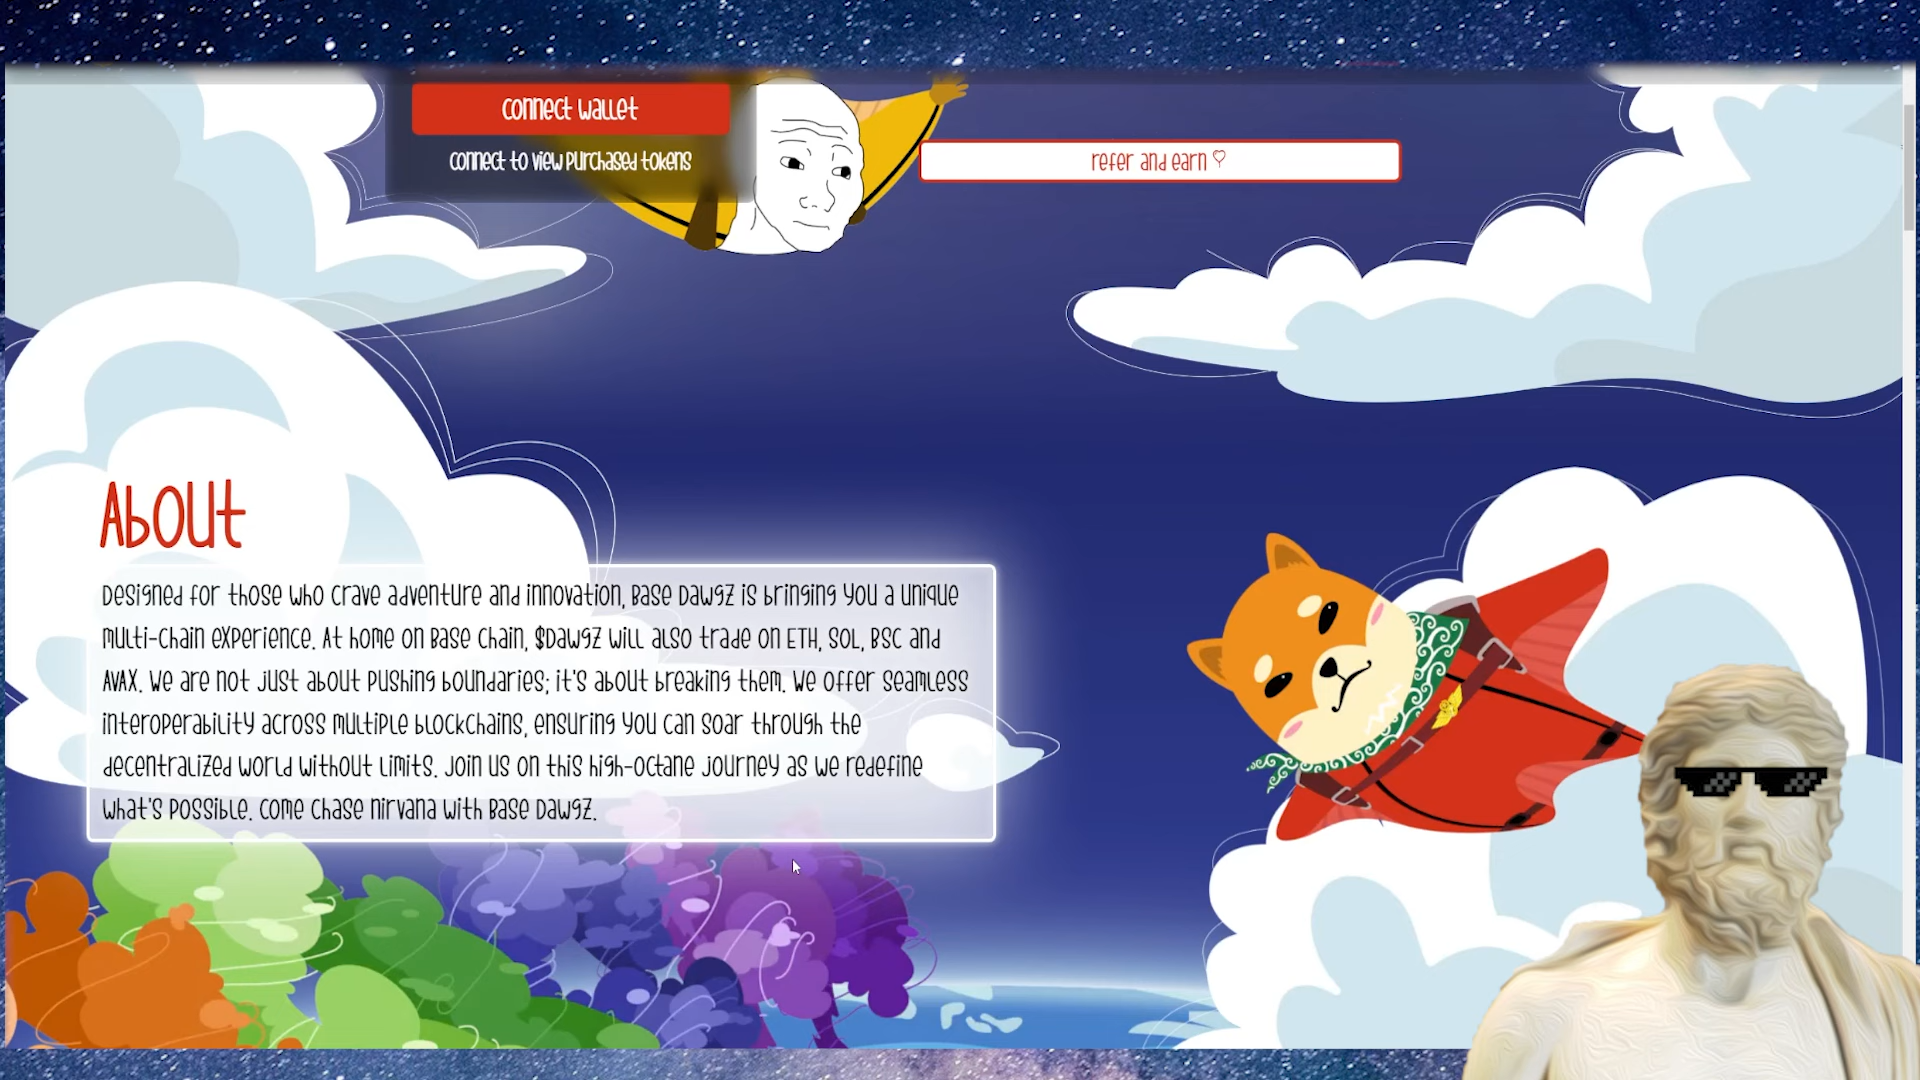 connect wallet
connect to view purchased tokens
refer and earn
About
Designed for those who crave adventure and innovation, Base Dawgz is bringing you a unique
multi-chain experience. At home on Base chain, $Dawgz will also trade on ETH, SOL, BSC and
AVAX. We are not just about pushing boundaries; it's about breaking them. We offer seamless
interoperability across multiple blockchains, ensuring you can soar through the
decentralized world without limits. Join us on this high-octane journey as we redefine
what's possible. Come chase nirvana with Base Dawgz.